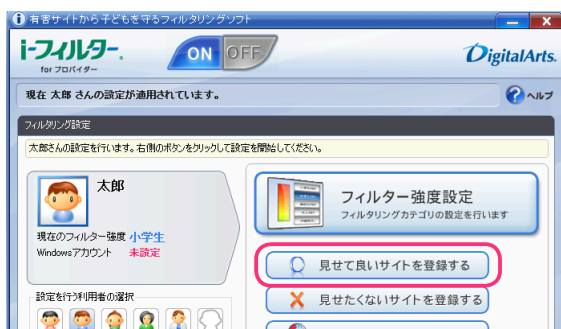 有害サイトから子どもを守るフィルタリングソフト
i-フィルター.
for プロバイダー
ON OFF
DigitalArts.
現在 太郎 さんの設定が適用されています。
ヘルプ
フィルタリング設定
太郎さんの設定を行います。右側のボタンをクリックして設定を開始してください。
太郎
現在のフィルター強度 小学生
Windowsアカウント 未設定
設定を行う利用者の選択
フィルター強度設定
フィルタリングカテゴリの設定を行います
見せて良いサイトを登録する
見せたくないサイトを登録する